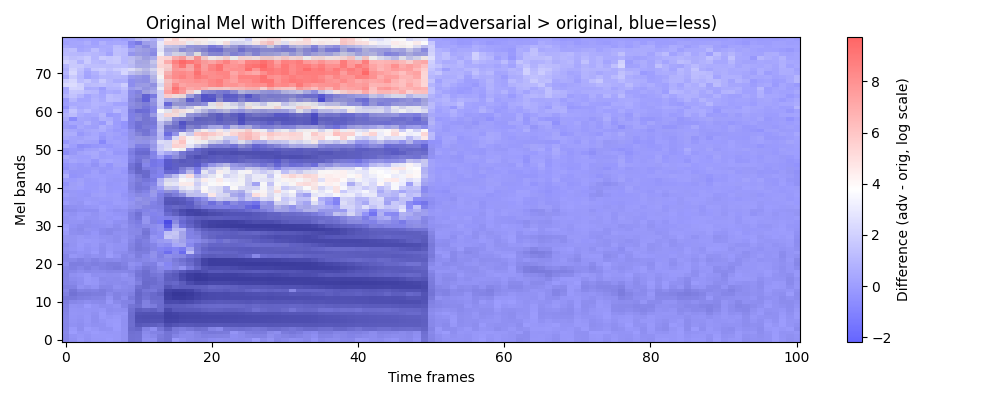 Original Mel with Differences (red=adversarial > original, blue=less)
70
60
50
40
30
20
10
0
Mel bands
0 20 40 60 80 100
Time frames
8
6
4
2
0
−2
Difference (adv - orig, log scale)